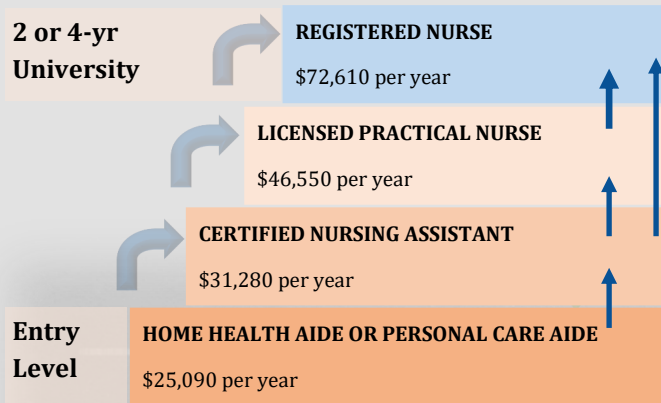 2 or 4-yr
University
REGISTERED NURSE
$72,610 per year
LICENSED PRACTICAL NURSE
$46,550 per year
CERTIFIED NURSING ASSISTANT
$31,280 per year
Entry
Level
HOME HEALTH AIDE OR PERSONAL CARE AIDE
$25,090 per year